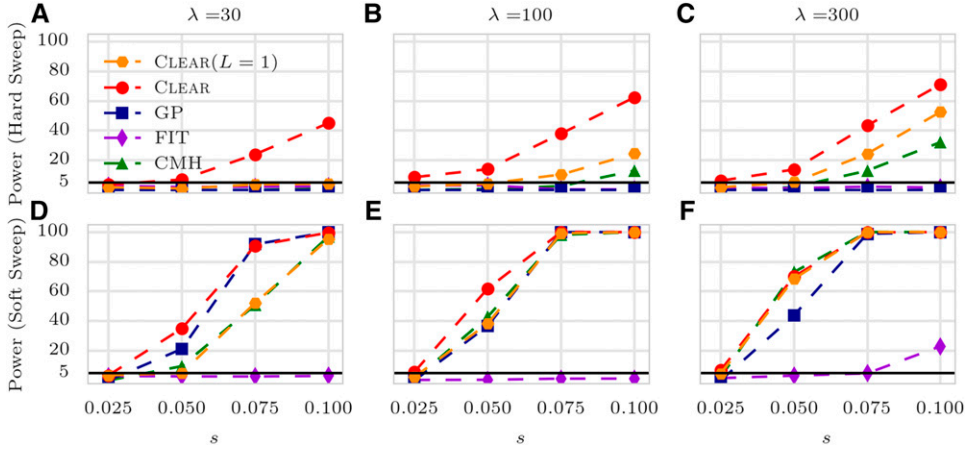 A λ = 30 B λ = 100 C λ = 300
Power (Hard Sweep)
100
80
60
40
20
5
CLEAR(L = 1)
CLEAR
GP
FIT
CMH
D E F
Power (Soft Sweep)
100
80
60
40
20
5
0.025 0.050 0.075 0.100 0.025 0.050 0.075 0.100 0.025 0.050 0.075 0.100
s s s